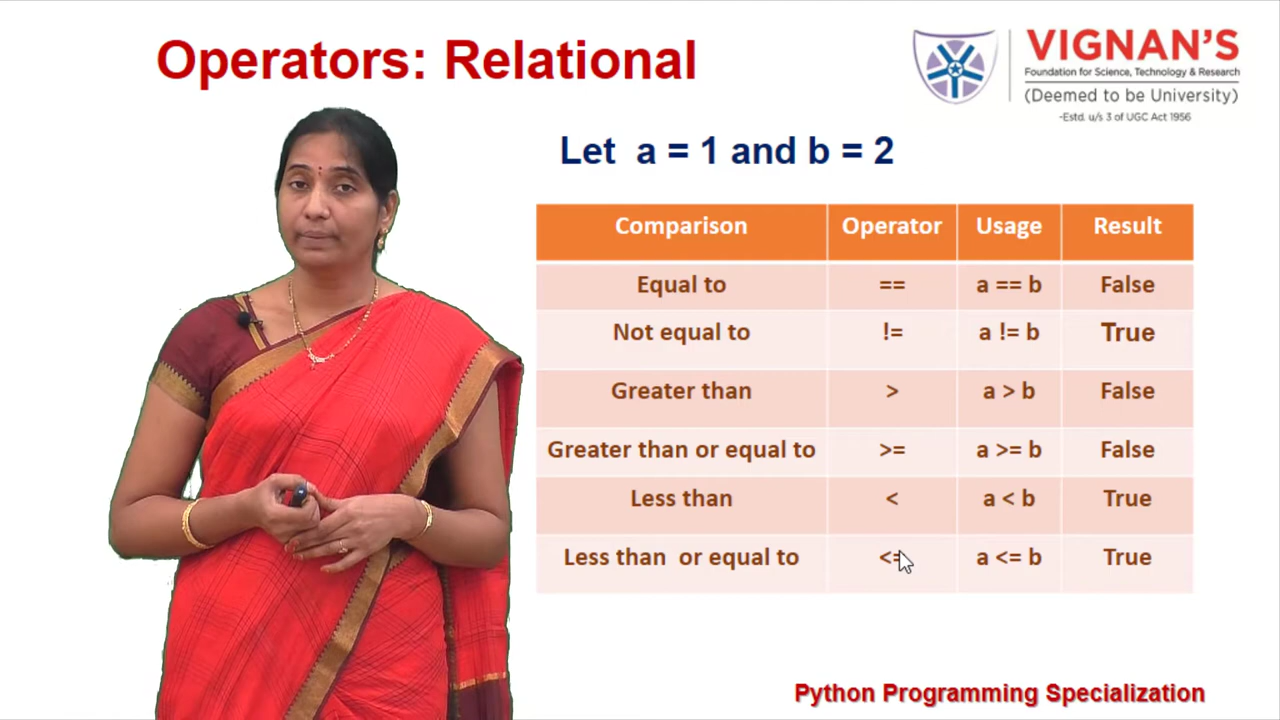 Operators: Relational
VIGNAN'S
Foundation for Science, Technology & Research
(Deemed to be University)
-Estd. u/s 3 of UGC Act 1956
Let a = 1 and b = 2
Comparison Operator Usage Result
Equal to == a == b False
Not equal to != a != b True
Greater than > a > b False
Greater than or equal to >= a >= b False
Less than < a < b True
Less than or equal to <= a <= b True
Python Programming Specialization